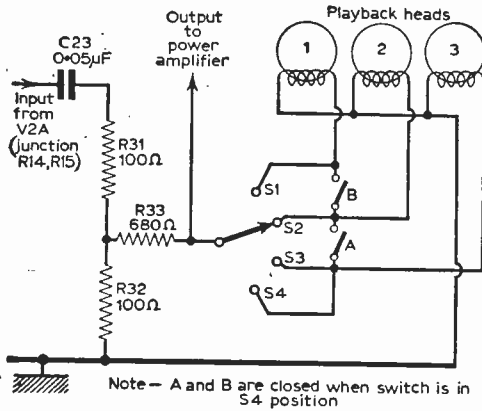 Output to
power
amplifier
Playback heads
1
2
3
C23
0·05µF
Input
from
V2A
(junction
R14,R15)
R31
100Ω
R33
680Ω
R32
100Ω
S1
B
S2
A
S3
S4
Note – A and B are closed when switch is in
S4 position